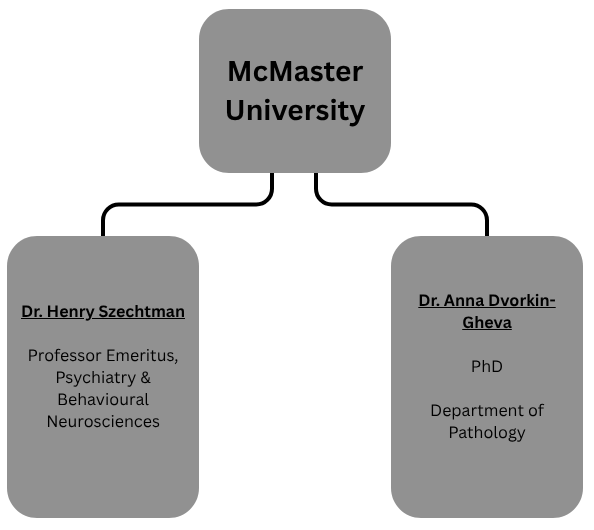 McMaster
University
Dr. Henry Szechtman
Professor Emeritus,
Psychiatry &
Behavioural
Neurosciences
Dr. Anna Dvorkin-
Gheva
PhD
Department of
Pathology